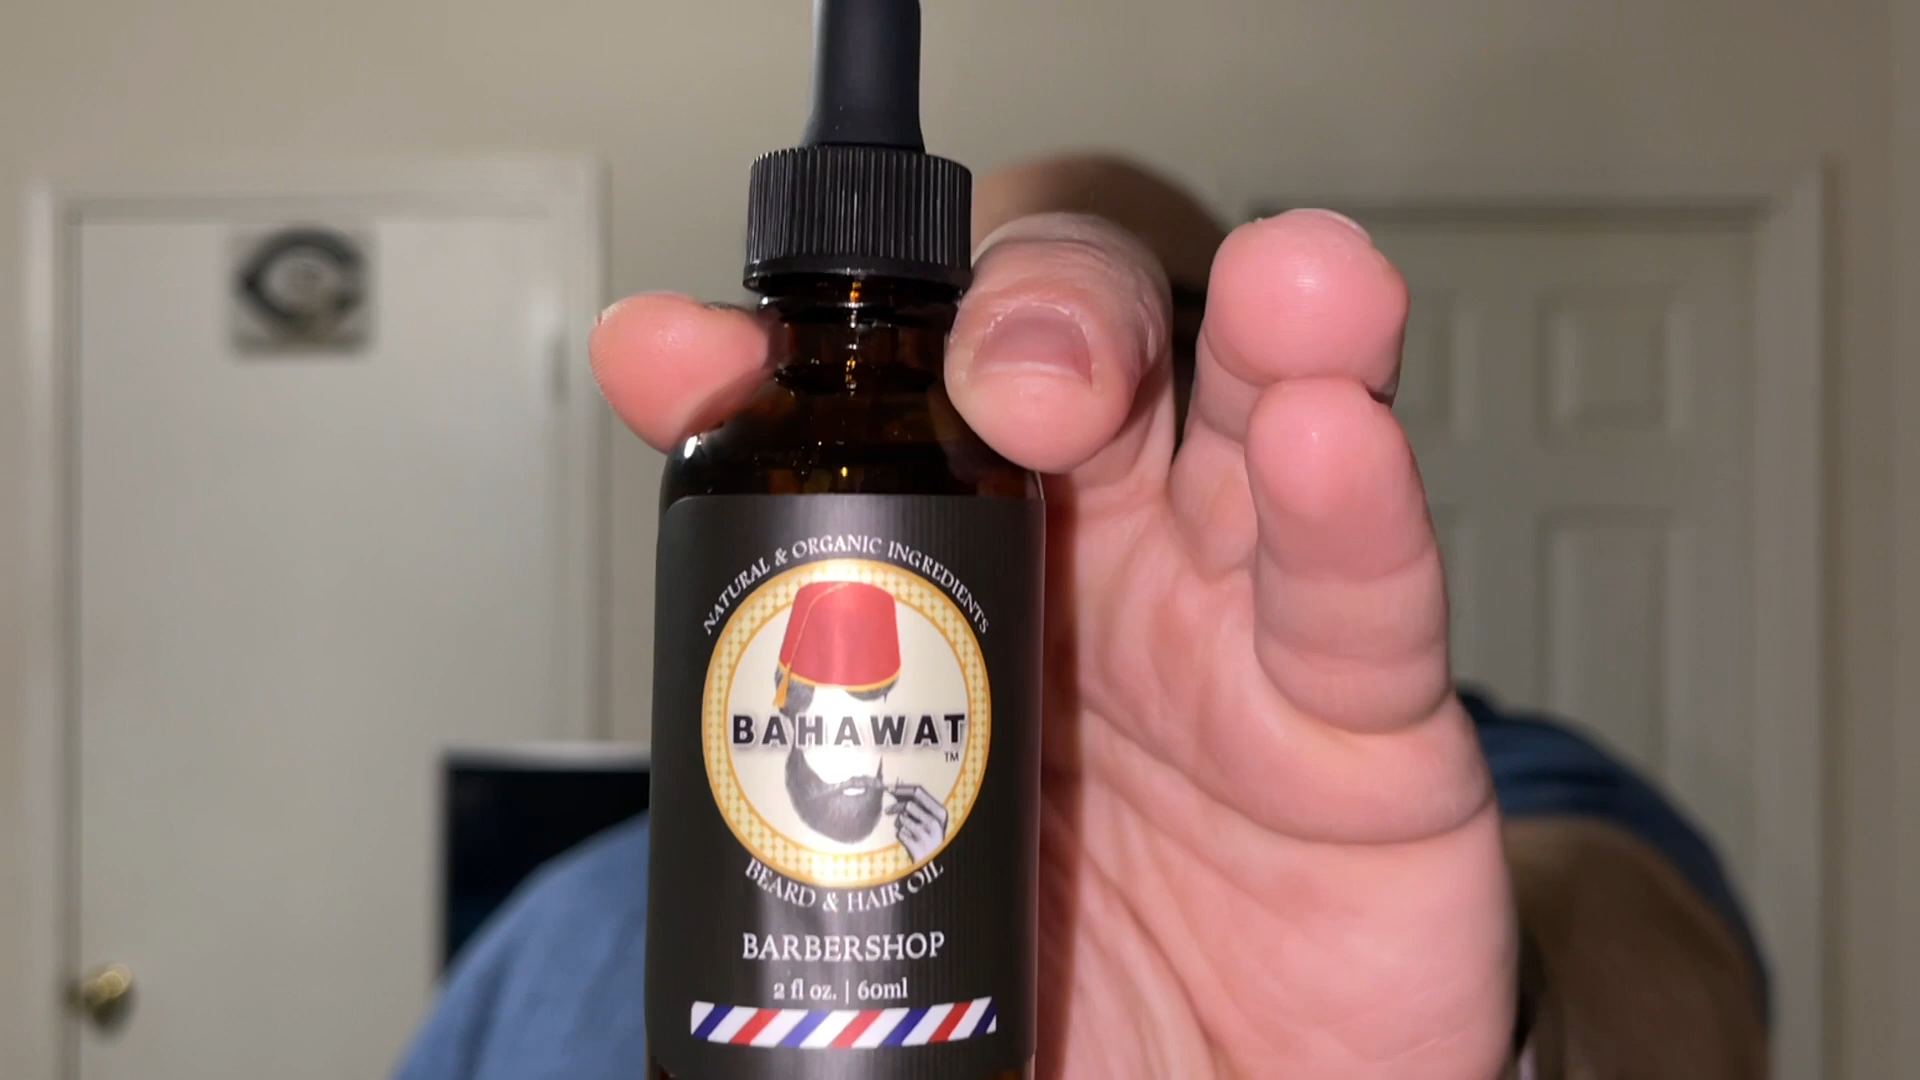 NATURAL & ORGANIC INGREDIENTS
BAHAWAT
TM
BEARD & HAIR OIL
BARBERSHOP
2 fl oz. | 60ml